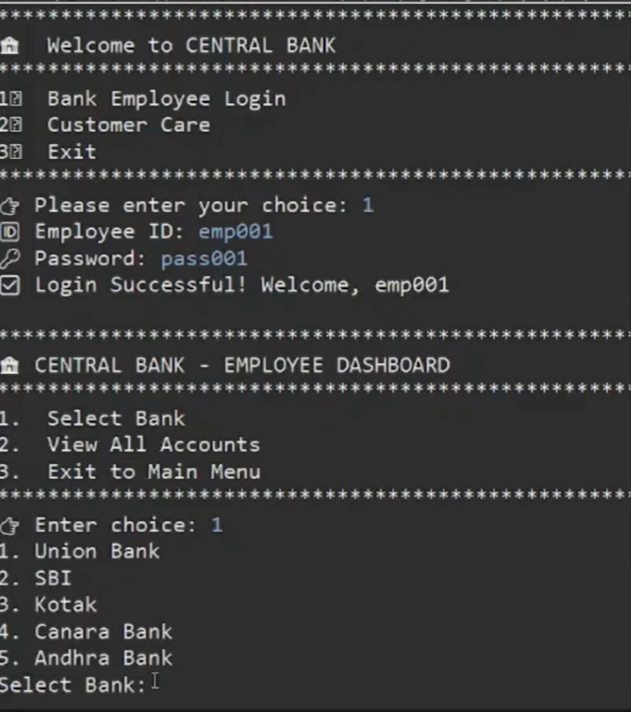 ********************************************************
🏠 Welcome to CENTRAL BANK
********************************************************
1⍰ Bank Employee Login
2⍰ Customer Care
3⍰ Exit
********************************************************
👉 Please enter your choice: 1
🆔 Employee ID: emp001
🔑 Password: pass001
☑ Login Successful! Welcome, emp001
********************************************************
🏠 CENTRAL BANK - EMPLOYEE DASHBOARD
********************************************************
1. Select Bank
2. View All Accounts
3. Exit to Main Menu
********************************************************
👉 Enter choice: 1
1. Union Bank
2. SBI
3. Kotak
4. Canara Bank
5. Andhra Bank
Select Bank: